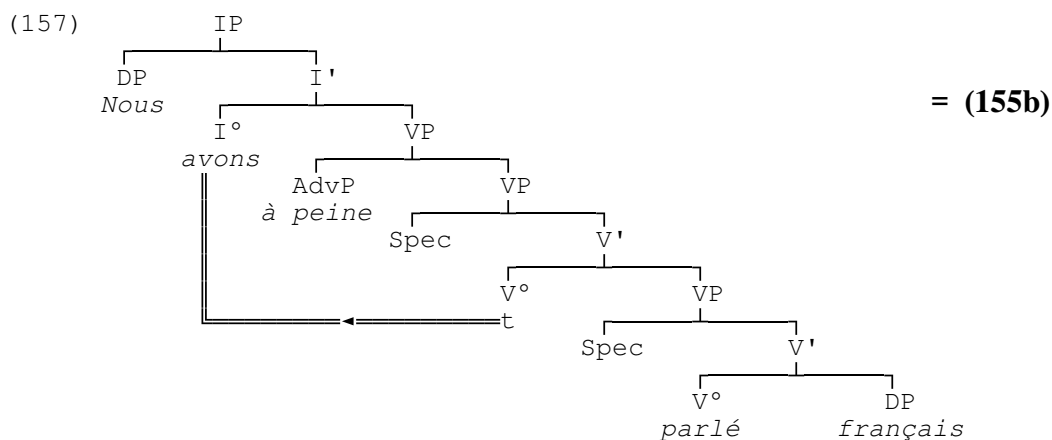 (157) IP
DP I'
Nous = (155b)
I° VP
avons
AdvP VP
à peine
Spec V'
V° VP
t
Spec V'
V° DP
parlé français